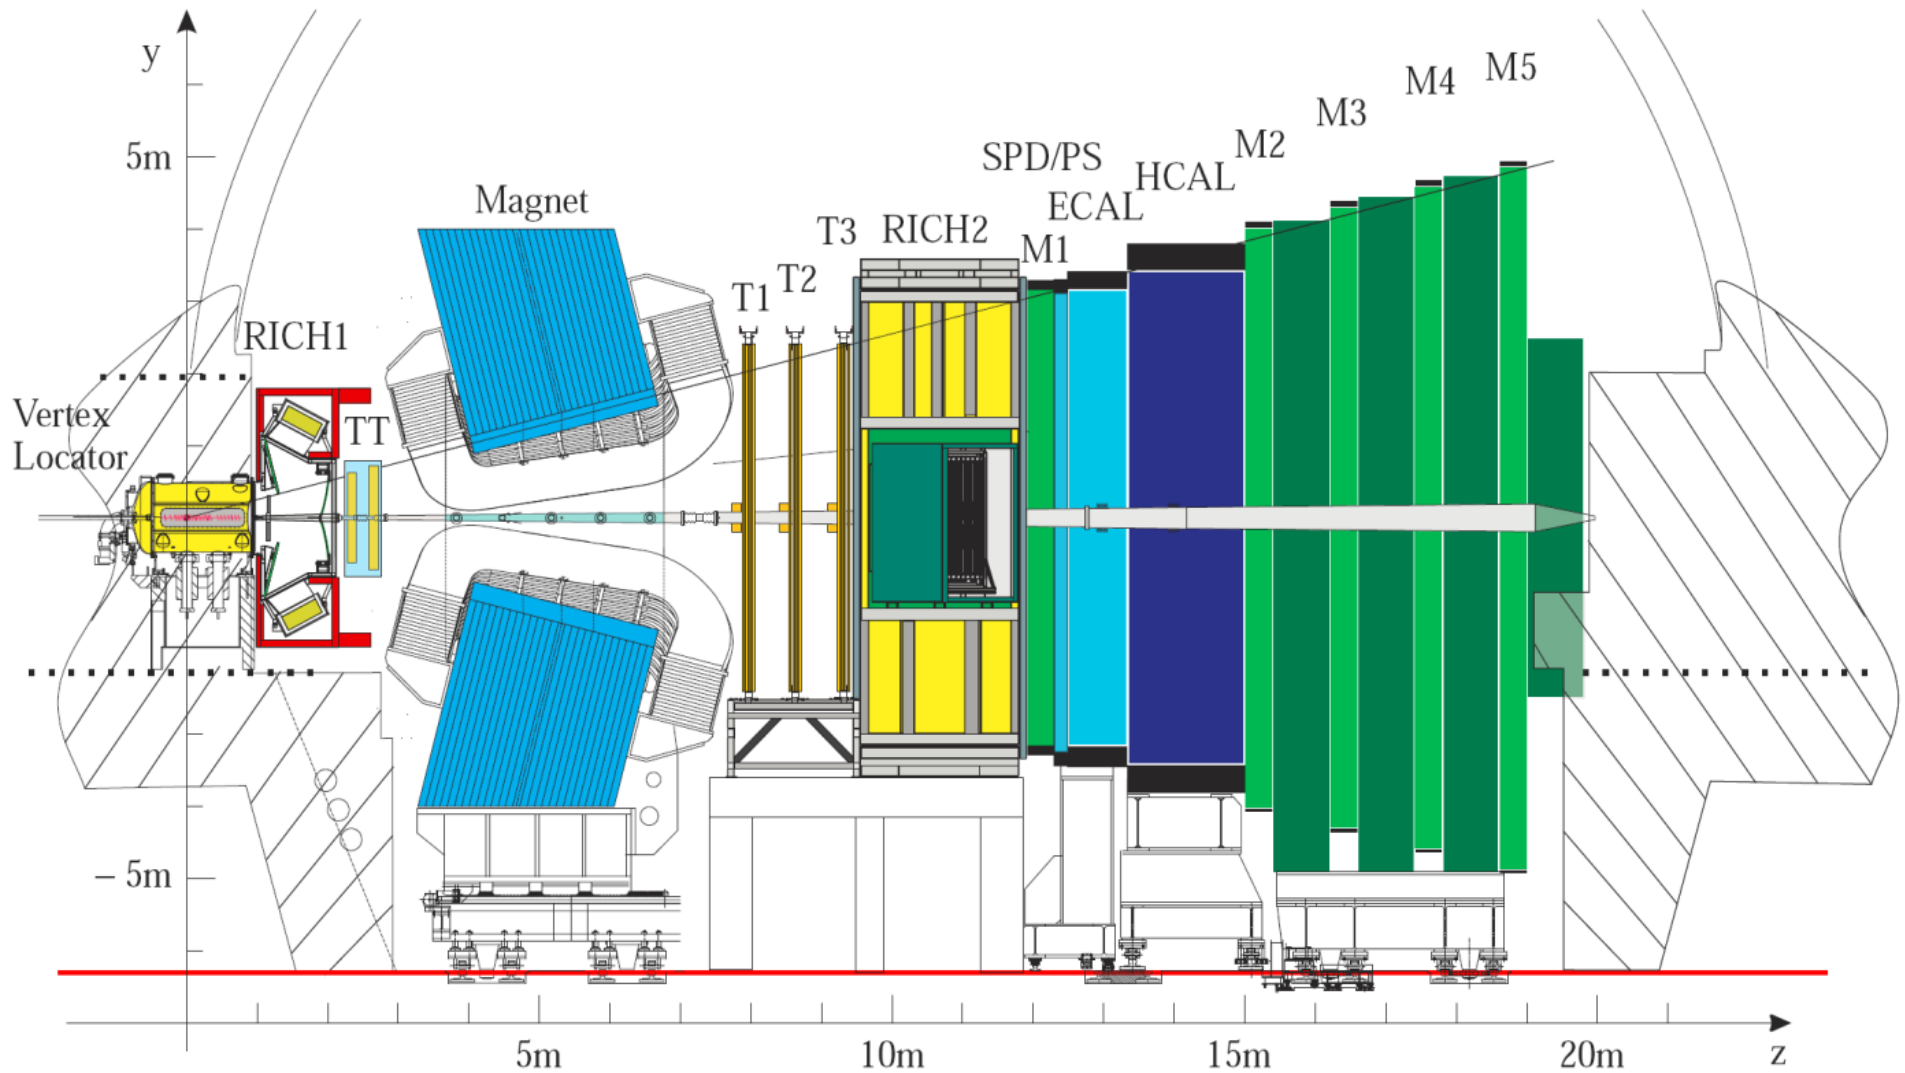 y
5m
Vertex
Locator
RICH1
TT
Magnet
T1
T2
T3
RICH2
M1
SPD/PS
ECAL
HCAL
M2
M3
M4
M5
– 5m
5m
10m
15m
20m
z